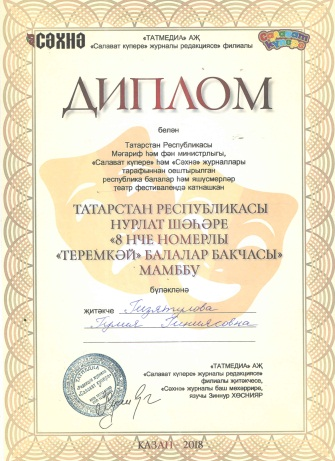 СӘХНӘ
«ТАТМЕДИА» АҖ
«Салават күпере» журналы редакциясе» филиалы
Салават күпере
ДИПЛОМ
белән
Татарстан Республикасы
Мәгариф һәм фән министрлыгы,
«Салават күпере» һәм «Сәхнә» журналлары
тарафыннан оештырылган
республика балалар һәм яшүсмерләр
театр фестивалендә катнашкан
ТАТАРСТАН РЕСПУБЛИКАСЫ
НУРЛАТ ШӘҺӘРЕ
«8 НЧЕ НОМЕРЛЫ
«ТЕРЕМКӘЙ» БАЛАЛАР БАКЧАСЫ»
МАМББУ
бүләкләнә
җитәкче Гизятуллова
Гулия
«ТАТМЕДИА» АҖ
«Салават күпере» журналы редакциясе»
филиалы җитәкчесе,
«Сәхнә» журналы баш мөхәррире,
язучы Зиннур ХӨСНИЯР
КАЗАН - 2018